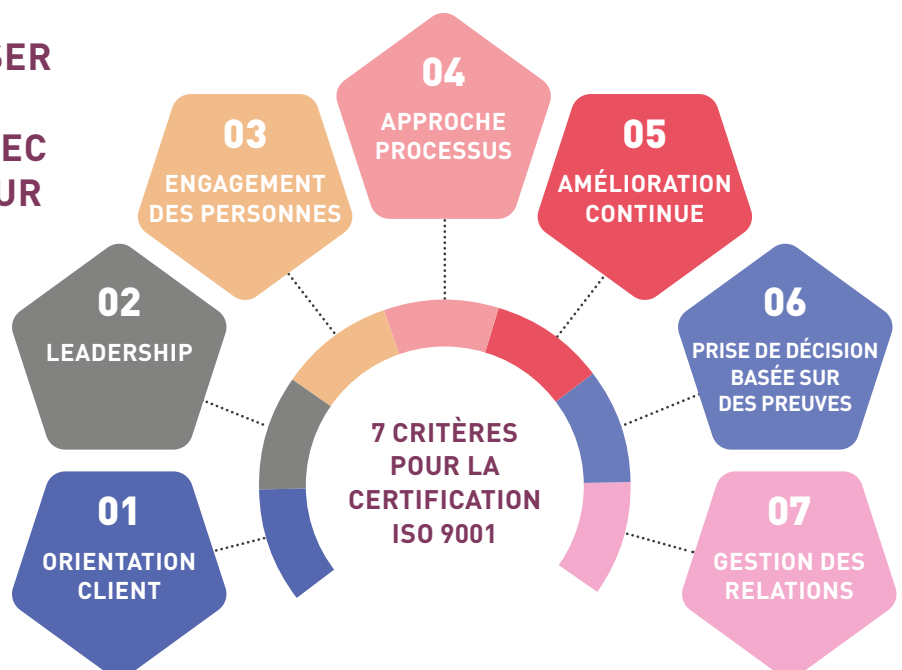 SER
EC
UR
01
ORIENTATION
CLIENT
02
LEADERSHIP
03
ENGAGEMENT
DES PERSONNES
04
APPROCHE
PROCESSUS
05
AMÉLIORATION
CONTINUE
06
PRISE DE DÉCISION
BASÉE SUR
DES PREUVES
07
GESTION DES
RELATIONS
7 CRITÈRES
POUR LA
CERTIFICATION
ISO 9001